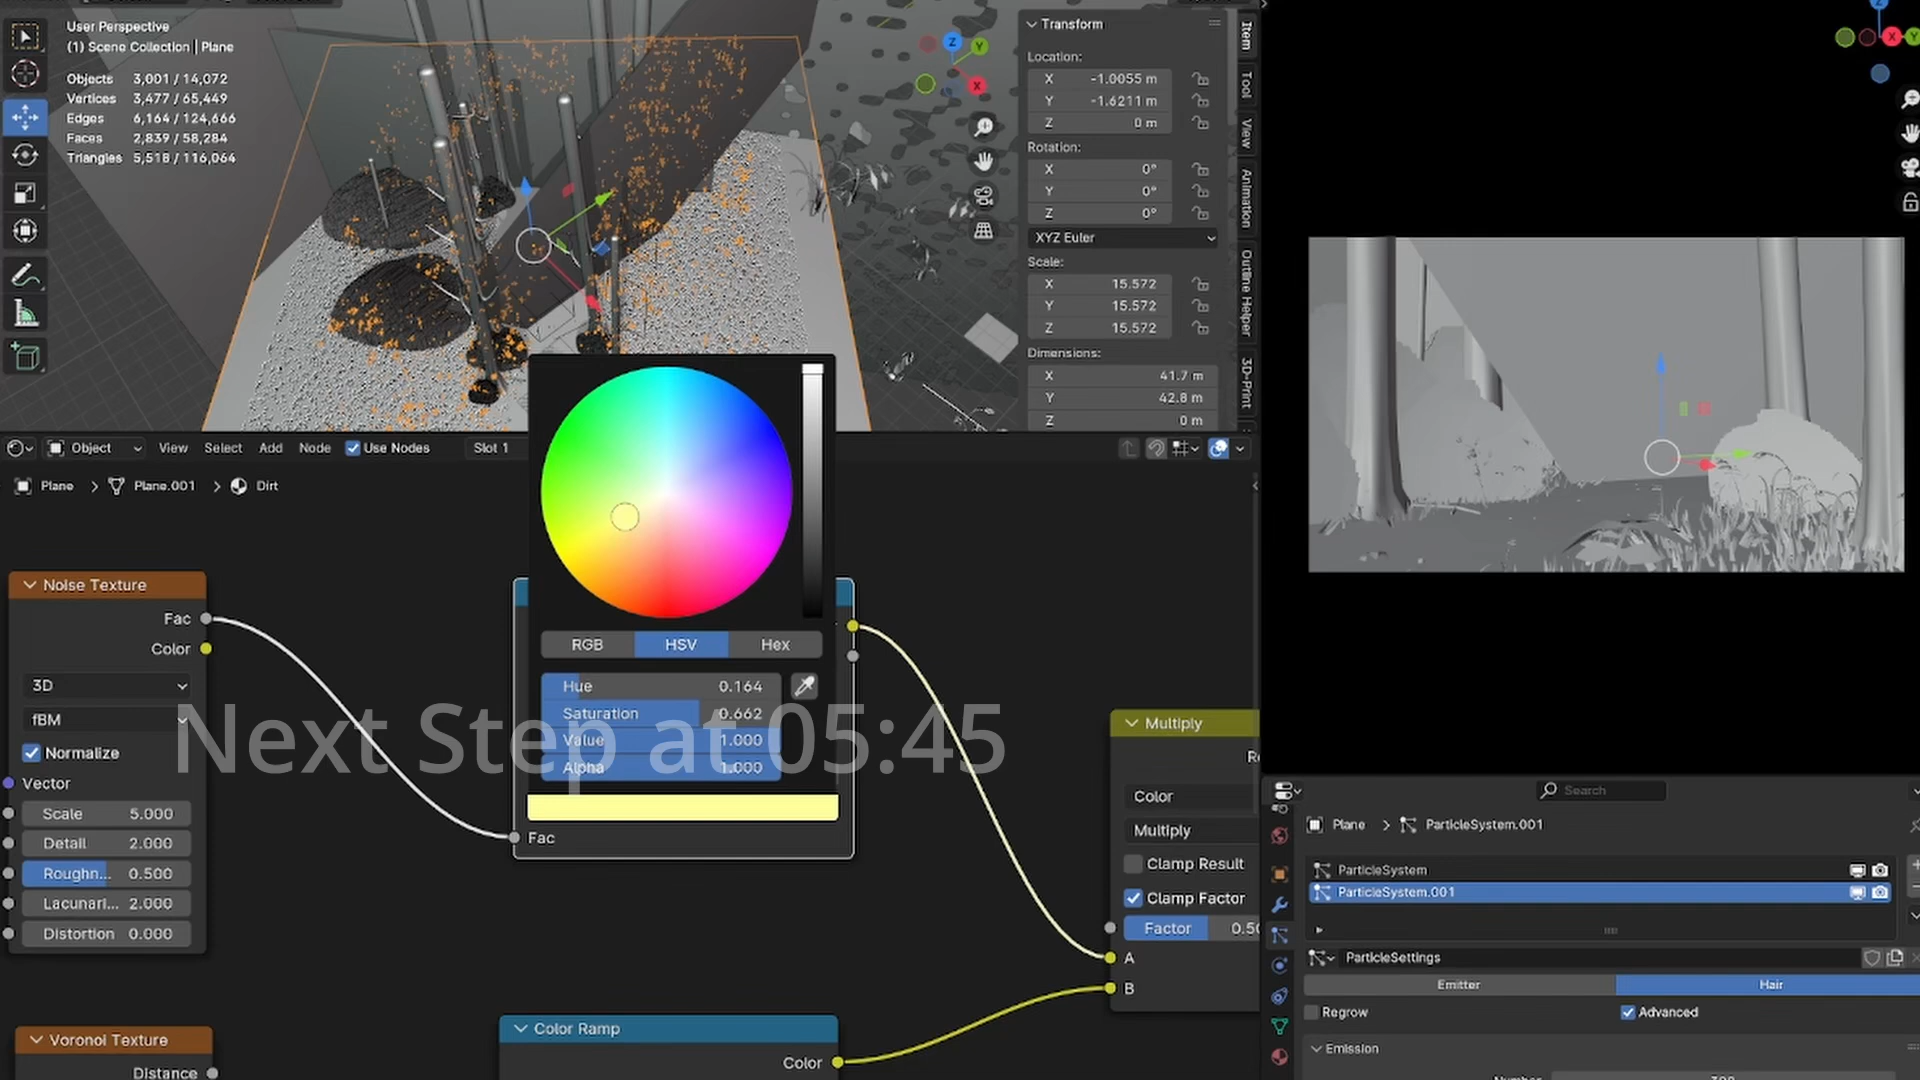 User Perspective
(1) Scene Collection | Plane
Objects 3,001 / 14,072
Vertices 3,477 / 65,449
Edges 6,164 / 124,666
Faces 2,839 / 58,284
Triangles 5,518 / 116,064
Z
Y
X
Transform
Location:
X -1.0055 m
Y -1.6211 m
Z 0 m
Rotation:
X 0°
Y 0°
Z 0°
XYZ Euler
Scale:
X 15.572
Y 15.572
Z 15.572
Dimensions:
X 41.7 m
Y 42.8 m
Z 0 m
Item
Tool
View
Animation
Outline Helper
3D-Print
Object View Select Add Node Use Nodes Slot 1
Plane > Plane.001 > Dirt
Noise Texture
Fac
Color
3D
fBM
Normalize
Vector
Scale 5.000
Detail 2.000
Roughn... 0.500
Lacunari... 2.000
Distortion 0.000
Voronoi Texture
Distance
RGB HSV Hex
Hue 0.164
Saturation 0.662
Value 1.000
Alpha 1.000
Fac
Next Step at 05:45
Color Ramp
Color
Multiply
Color
Multiply
Clamp Result
Clamp Factor
Factor
A
B
X
Y
Search
Plane > ParticleSystem.001
ParticleSystem
ParticleSystem.001
ParticleSettings
Emitter Hair
Regrow Advanced
Emission